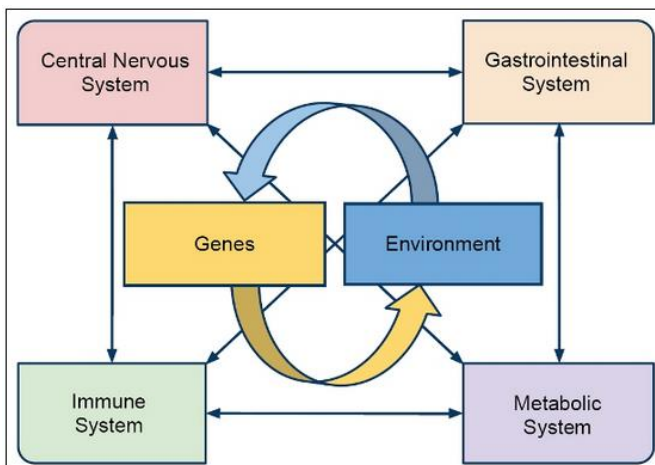 Central Nervous
System
Gastrointestinal
System
Genes
Environment
Immune
System
Metabolic
System